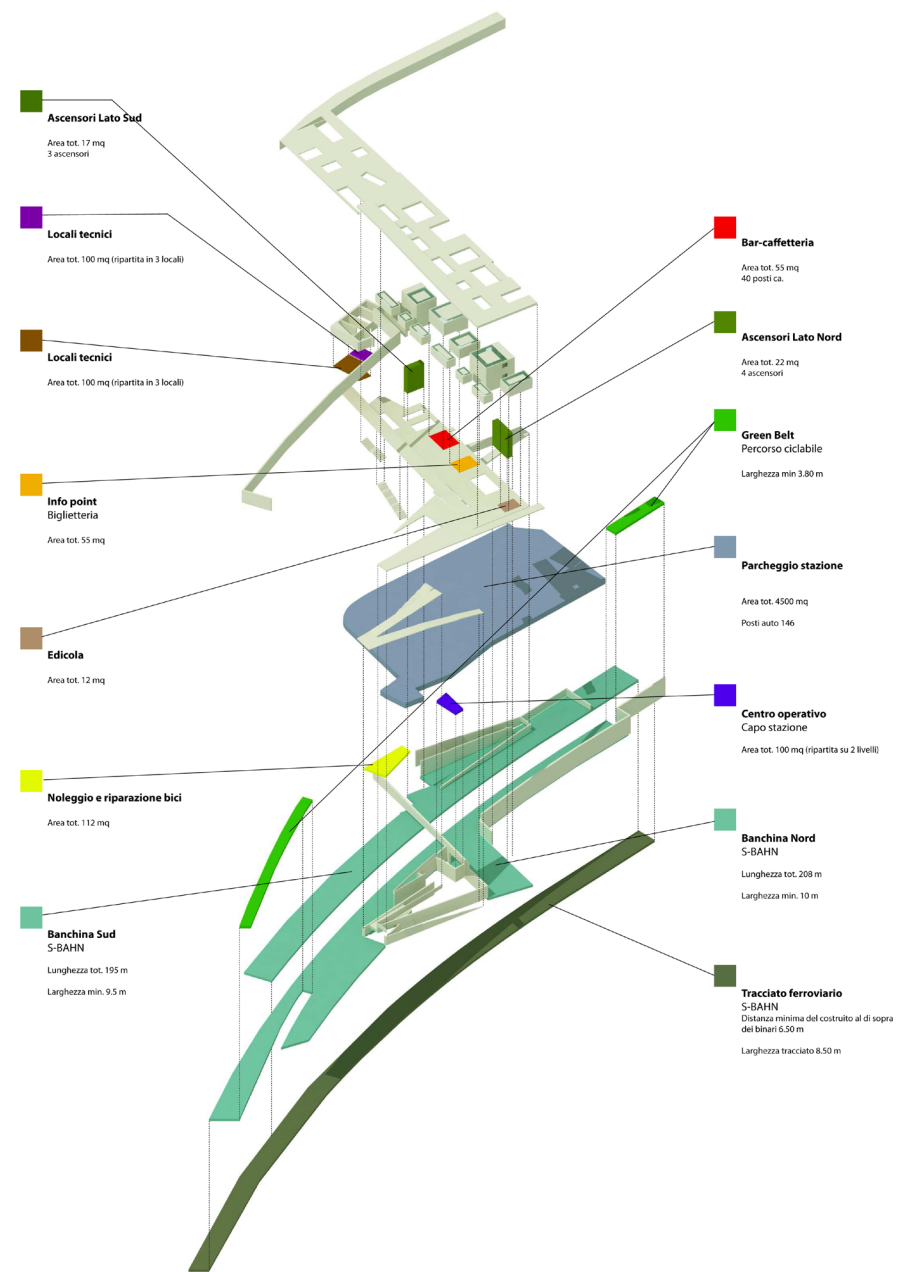 Ascensori Lato Sud
Area tot. 17 mq
3 ascensori
Locali tecnici
Area tot. 100 mq (ripartita in 3 locali)
Locali tecnici
Area tot. 100 mq (ripartita in 3 locali)
Info point
Biglietteria
Area tot. 55 mq
Edicola
Area tot. 12 mq
Noleggio e riparazione bici
Area tot. 112 mq
Banchina Sud
S-BAHN
Lunghezza tot. 195 m
Larghezza min. 9.5 m
Bar-caffetteria
Area tot. 55 mq
40 posti ca.
Ascensori Lato Nord
Area tot. 22 mq
4 ascensori
Green Belt
Percorso ciclabile
Larghezza min 3.80 m
Parcheggio stazione
Area tot. 4500 mq
Posti auto 146
Centro operativo
Capo stazione
Area tot. 100 mq (ripartita su 2 livelli)
Banchina Nord
S-BAHN
Lunghezza tot. 208 m
Larghezza min. 10 m
Tracciato ferroviario
S-BAHN
Distanza minima del costruito al di sopra
dei binari 6.50 m
Larghezza tracciato 8.50 m